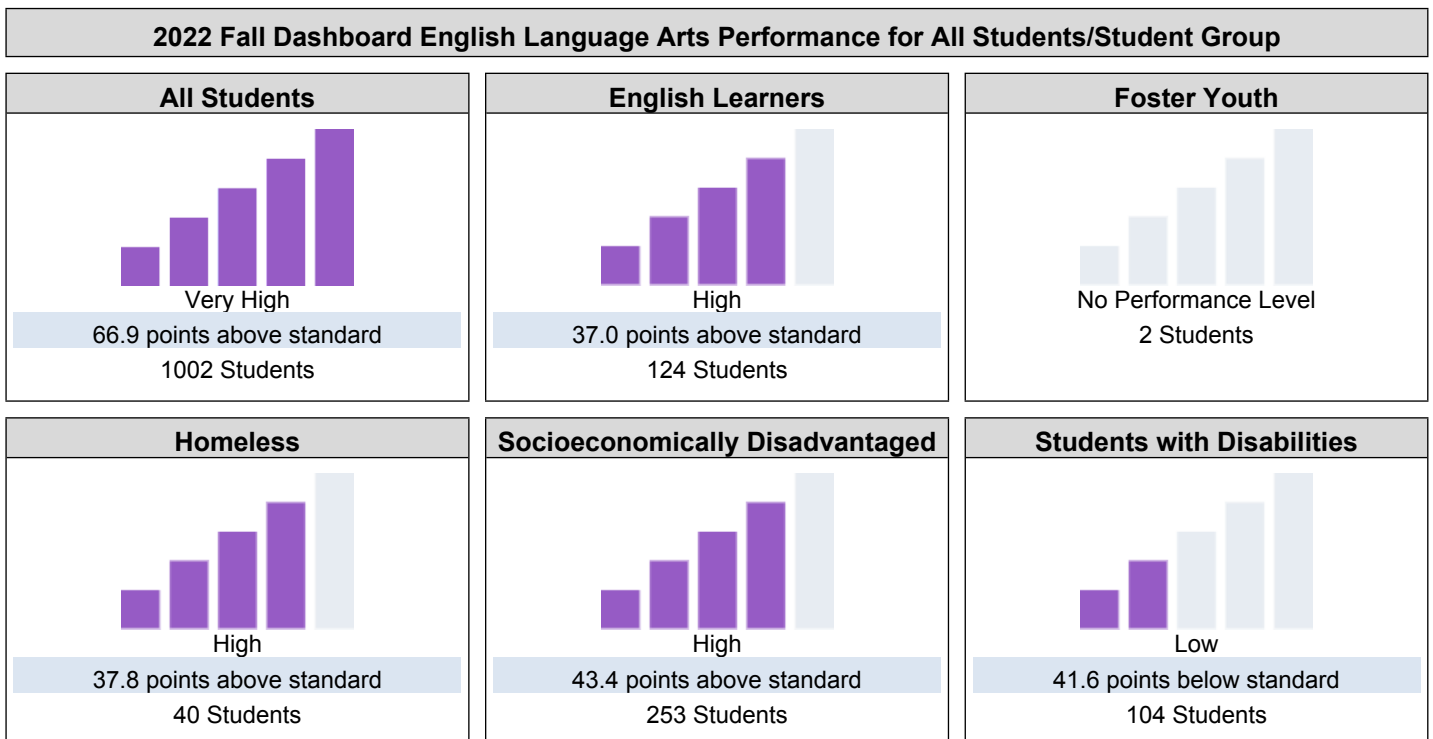 2022 Fall Dashboard English Language Arts Performance for All Students/Student Group
All Students
Very High
66.9 points above standard
1002 Students
English Learners
High
37.0 points above standard
124 Students
Foster Youth
No Performance Level
2 Students
Homeless
High
37.8 points above standard
40 Students
Socioeconomically Disadvantaged
High
43.4 points above standard
253 Students
Students with Disabilities
Low
41.6 points below standard
104 Students